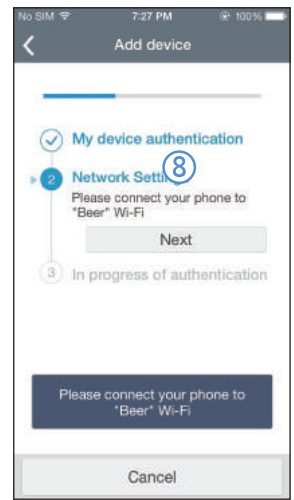 No SIM 7:27 PM 100%
Add device
My device authentication
2 Network Setti
8
Please connect your phone to
"Beer" Wi-Fi
Next
3 In progress of authentication
Please connect your phone to
"Beer" Wi-Fi
Cancel